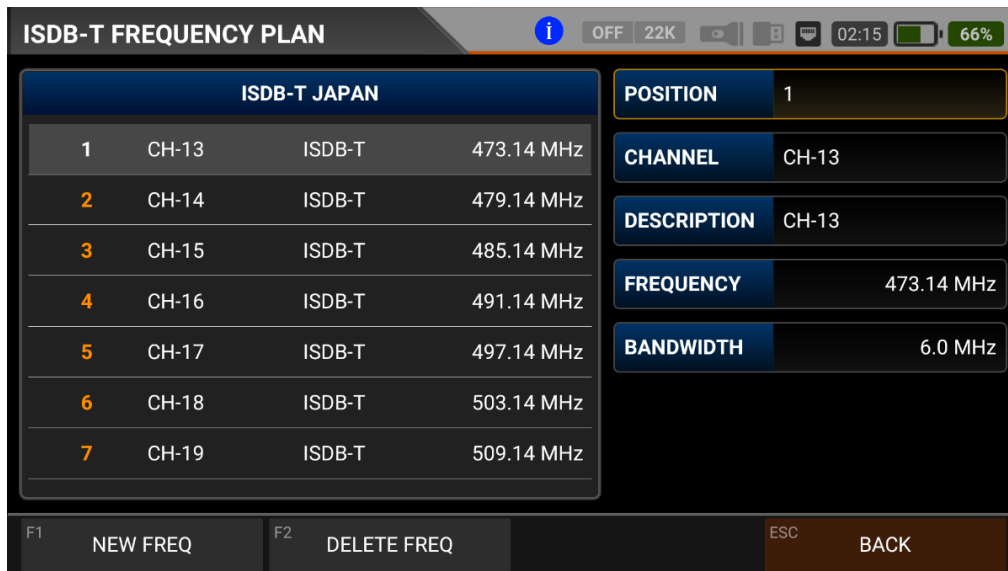 ISDB-T FREQUENCY PLAN
i OFF 22K 02:15 66%
ISDB-T JAPAN
1 CH-13 ISDB-T 473.14 MHz
2 CH-14 ISDB-T 479.14 MHz
3 CH-15 ISDB-T 485.14 MHz
4 CH-16 ISDB-T 491.14 MHz
5 CH-17 ISDB-T 497.14 MHz
6 CH-18 ISDB-T 503.14 MHz
7 CH-19 ISDB-T 509.14 MHz
POSITION 1
CHANNEL CH-13
DESCRIPTION CH-13
FREQUENCY 473.14 MHz
BANDWIDTH 6.0 MHz
F1 NEW FREQ F2 DELETE FREQ ESC BACK